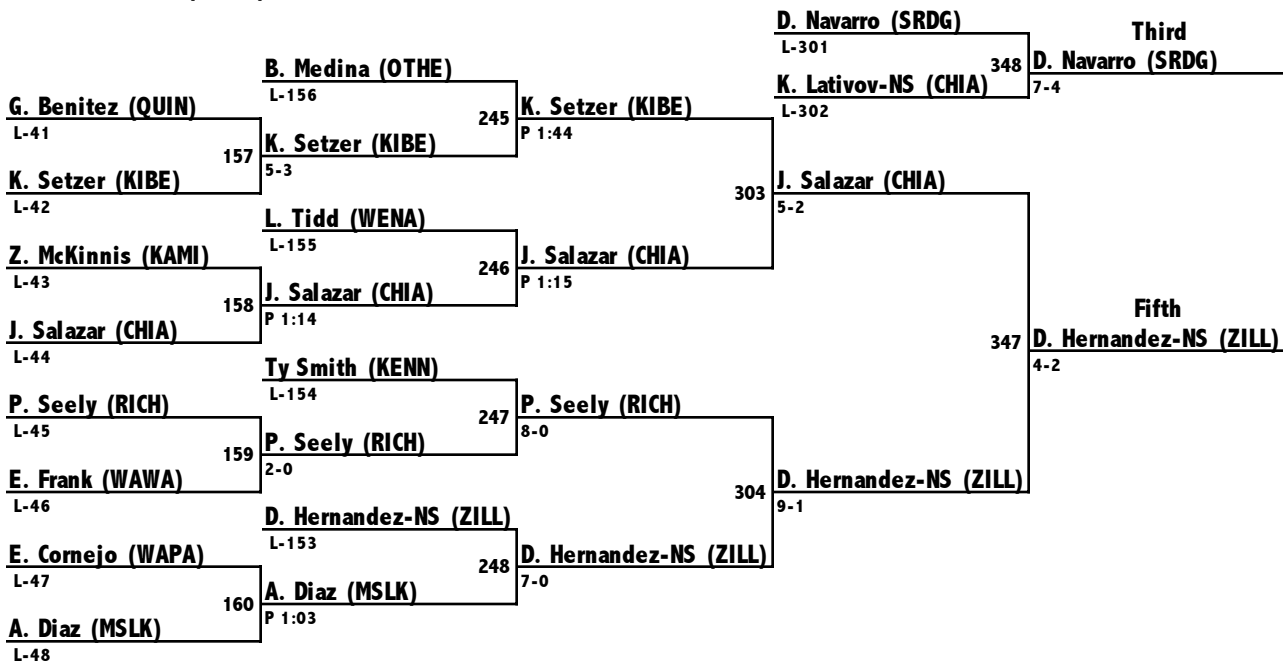 D. Navarro (SRDG)
L-301
348
K. Lativov-NS (CHIA)
L-302
Third
D. Navarro (SRDG)
7-4
B. Medina (OTHE)
L-156
G. Benitez (QUIN)
L-41
157
K. Setzer (KIBE)
L-42
K. Setzer (KIBE)
5-3
245
K. Setzer (KIBE)
P 1:44
L. Tidd (WENA)
L-155
Z. McKinnis (KAMI)
L-43
158
J. Salazar (CHIA)
L-44
J. Salazar (CHIA)
P 1:14
246
J. Salazar (CHIA)
P 1:15
303
J. Salazar (CHIA)
5-2
Ty Smith (KENN)
L-154
P. Seely (RICH)
L-45
159
E. Frank (WAWA)
L-46
P. Seely (RICH)
2-0
247
P. Seely (RICH)
8-0
D. Hernandez-NS (ZILL)
L-153
E. Cornejo (WAPA)
L-47
160
A. Diaz (MSLK)
L-48
A. Diaz (MSLK)
P 1:03
248
D. Hernandez-NS (ZILL)
7-0
304
D. Hernandez-NS (ZILL)
9-1
347
Fifth
D. Hernandez-NS (ZILL)
4-2